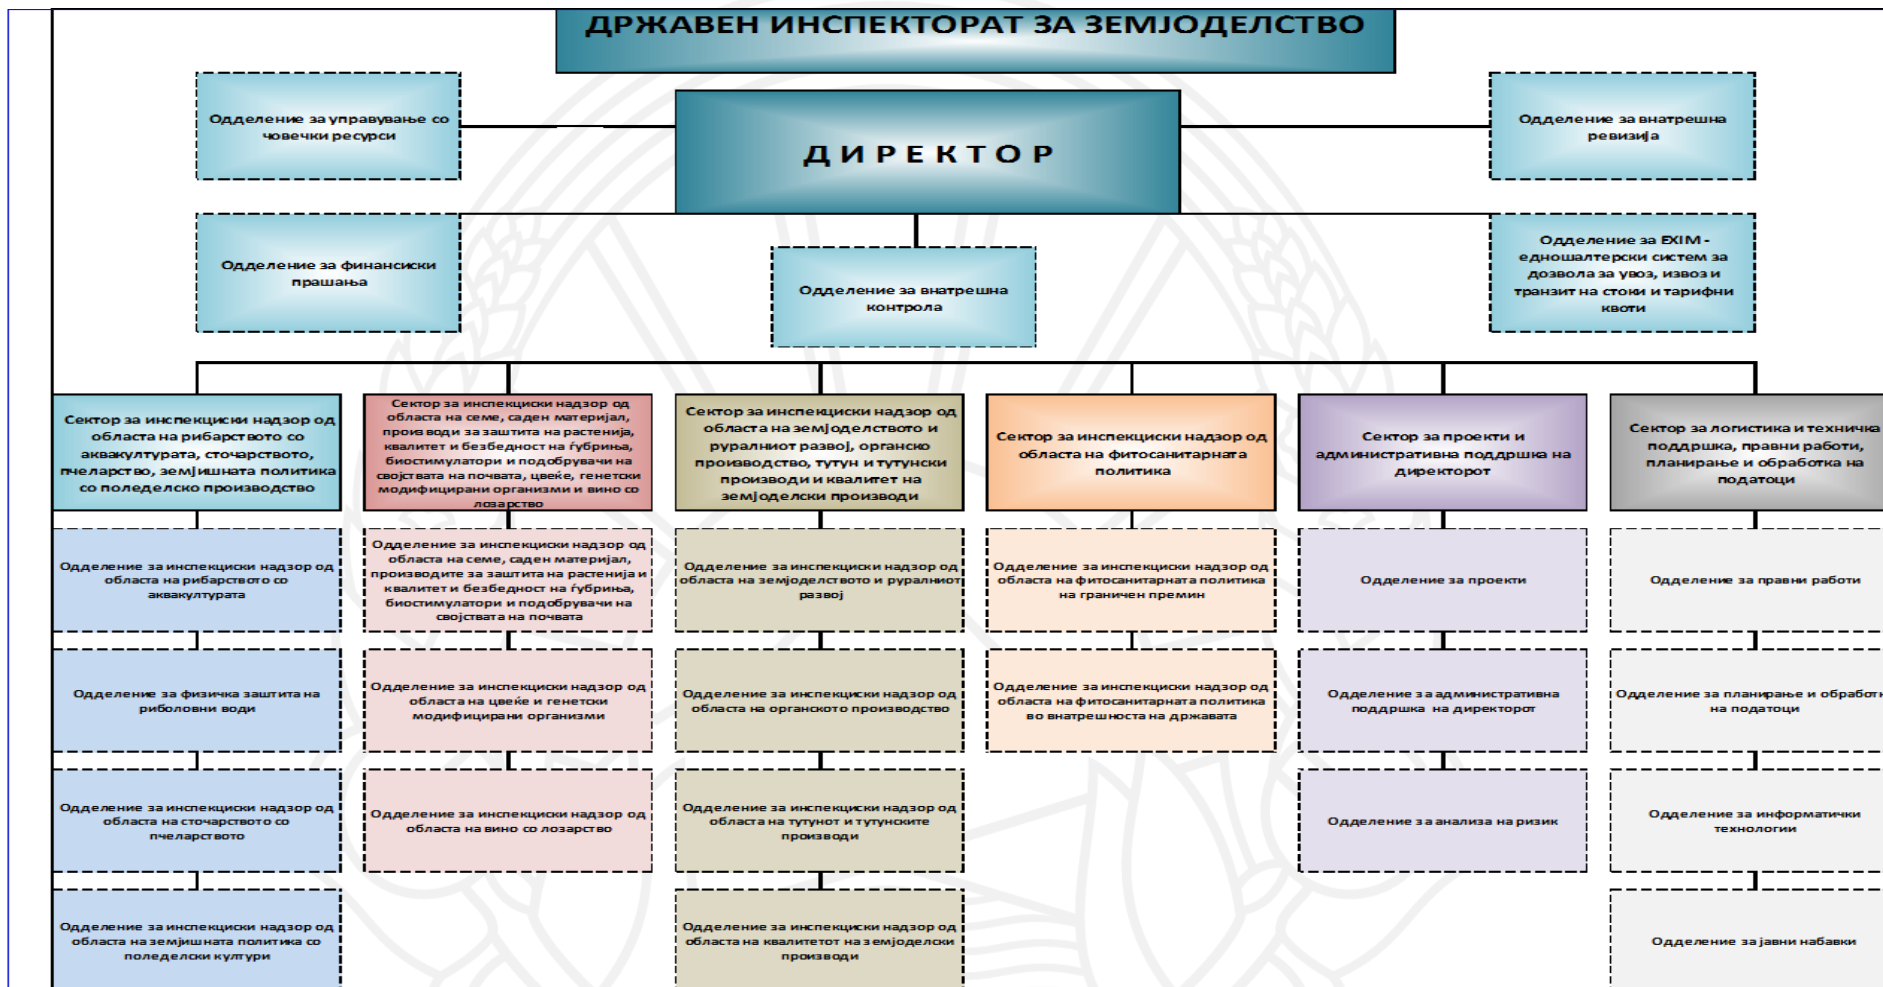 ДРЖАВЕН ИНСПЕКТОРАТ ЗА ЗЕМЈОДЕЛСТВО
Одделение за управување со
човечки ресурси
ДИРЕКТОР
Одделение за внатрешна
ревизија
Одделение за финансиски
прашања
Одделение за внатрешна
контрола
Одделение за EXIM -
едношалтерски систем за
дозвола за увоз, извоз и
транзит на стоки и тарифни
квоти
Сектор за инспекциски надзор од
областа на рибарството со
аквакултурата, сточарството,
пчеларство, земјишната политика
со поледелско производство
Сектор за инспекциски надзор од
областа на семе, саден материјал,
производи за заштита на растенија,
квалитет и безбедност на ѓубриња,
биостимулатори и подобрувачи на
својствата на почвата, цвеќе, генетски
модифицирани организми и вино со
лозарство
Сектор за инспекциски надзор од
областа на земјоделството и
руралниот развој, органско
производство, тутун и тутунски
производи и квалитет на
земјоделски производи
Сектор за инспекциски надзор од
областа на фитосанитарната
политика
Сектор за проекти и
административна поддршка на
директорот
Сектор за логистика и техничка
поддршка, правни работи,
планирање и обработка на
податоци
Одделение за инспекциски надзор од
областа на рибарството со
аквакултурата
Одделение за инспекциски надзор од
областа на семе, саден материјал,
производите за заштита на растенија и
квалитет и безбедност на ѓубриња,
биостимулатори и подобрувачи на
својствата на почвата
Одделение за инспекциски надзор од
областа на земјоделството и руралниот
развој
Одделение за инспекциски надзор од
областа на фитосанитарната политика
на граничен премин
Одделение за проекти
Одделение за правни работи
Одделение за физичка заштита на
риболовни води
Одделение за инспекциски надзор од
областа на цвеќе и генетски
модифицирани организми
Одделение за инспекциски надзор од
областа на органското производство
Одделение за инспекциски надзор од
областа на фитосанитарната политика
во внатрешноста на државата
Одделение за административна
поддршка на директорот
Одделение за планирање и обработка
на податоци
Одделение за инспекциски надзор од
областа на сточарството со
пчеларството
Одделение за инспекциски надзор од
областа на вино со лозарство
Одделение за инспекциски надзор од
областа на тутунот и тутунските
производи
Одделение за анализа на ризик
Одделение за информатички
технологии
Одделение за инспекциски надзор од
областа на земјишната политика со
поледелски култури
Одделение за инспекциски надзор од
областа на квалитетот на земјоделски
производи
Одделение за јавни набавки